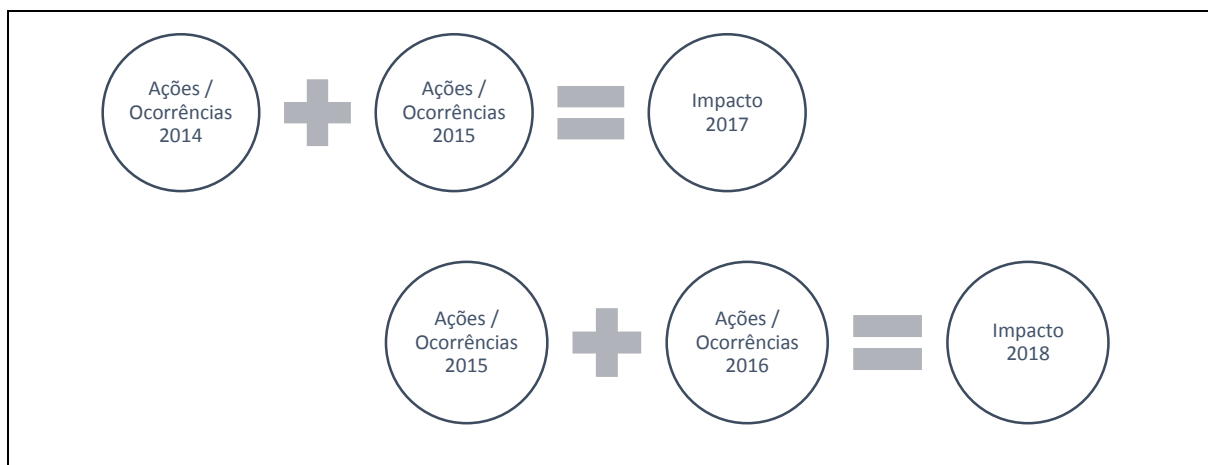 Ações /
Ocorrências
2014
Ações /
Ocorrências
2015
Impacto
2017
Ações /
Ocorrências
2015
Ações /
Ocorrências
2016
Impacto
2018